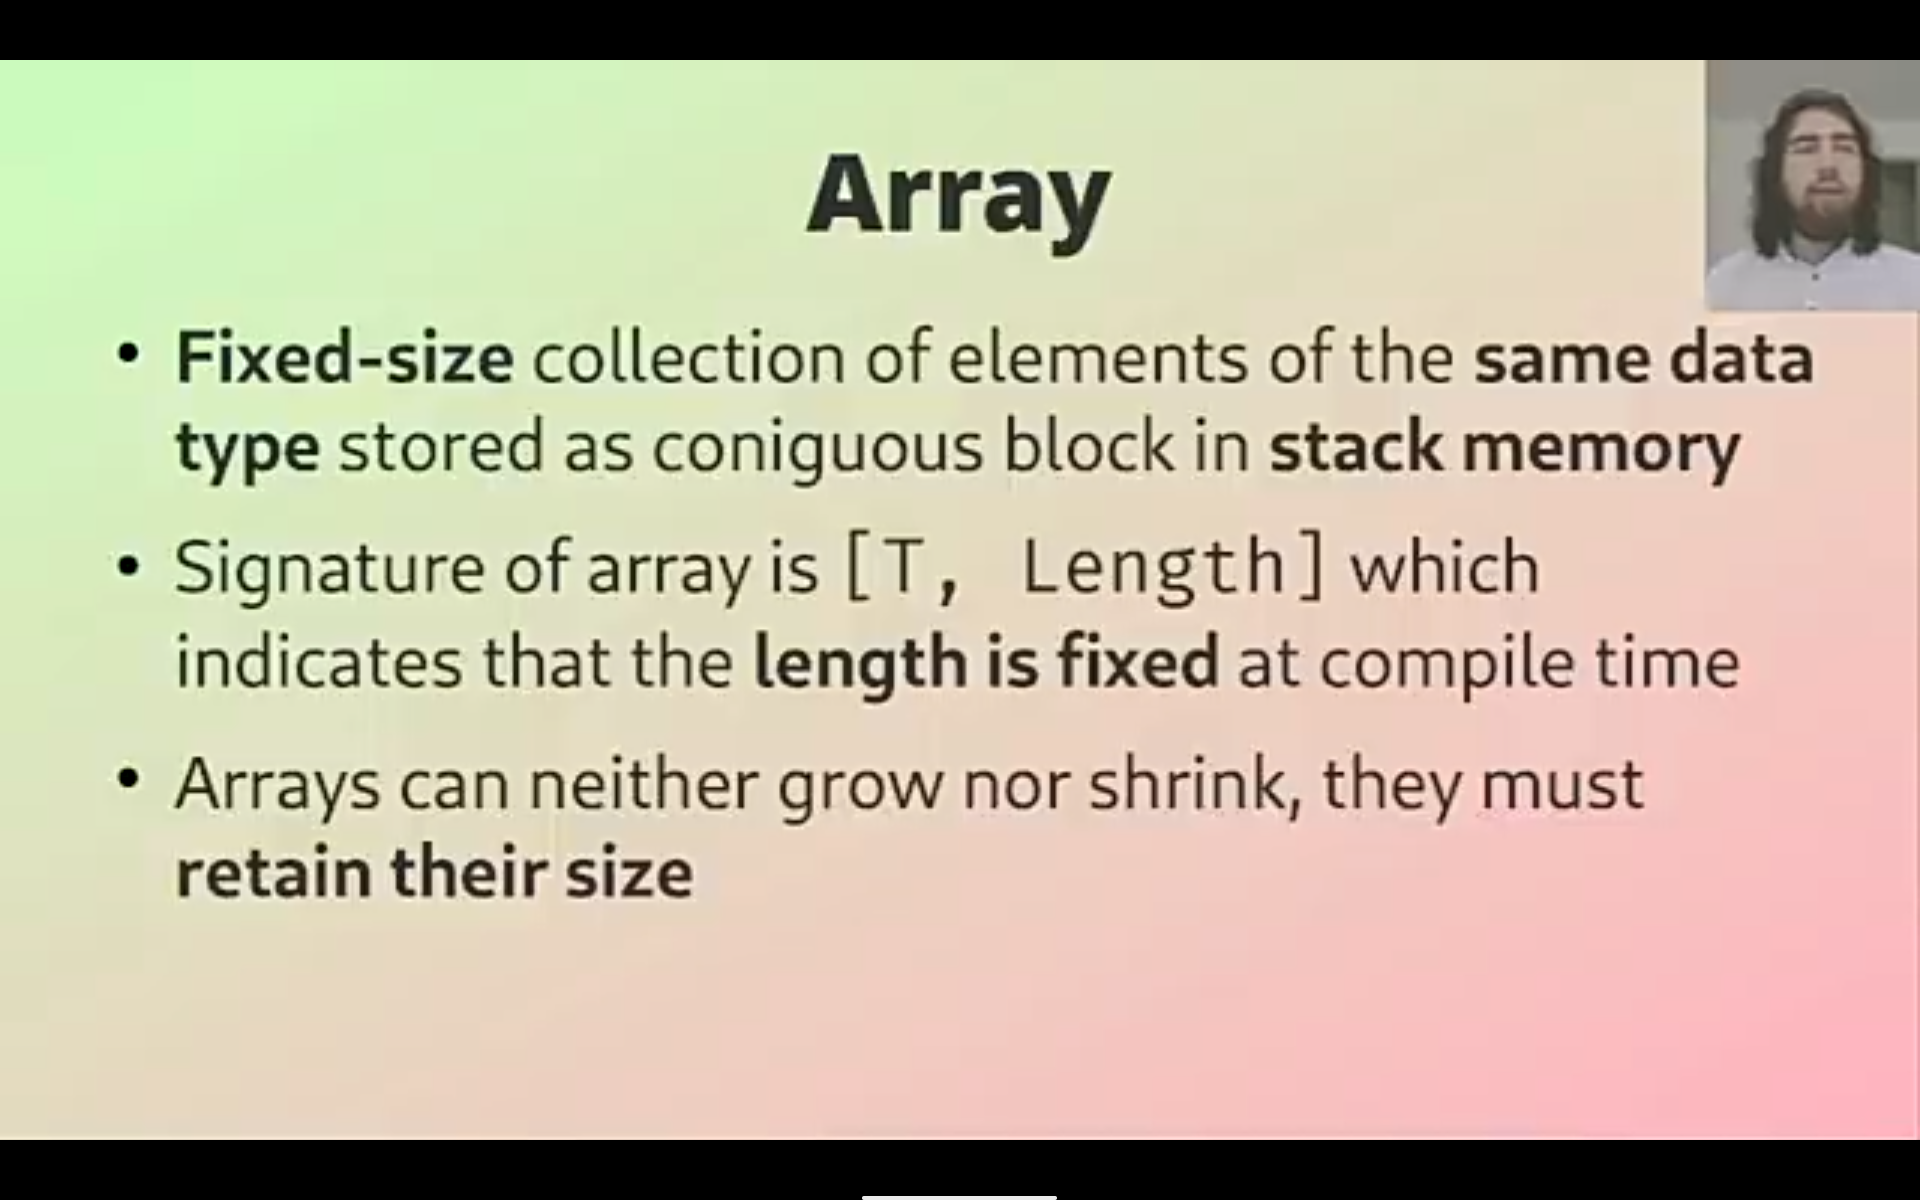 Array
• Fixed-size collection of elements of the same data
type stored as coniguous block in stack memory
• Signature of array is [T, Length] which
indicates that the length is fixed at compile time
• Arrays can neither grow nor shrink, they must
retain their size